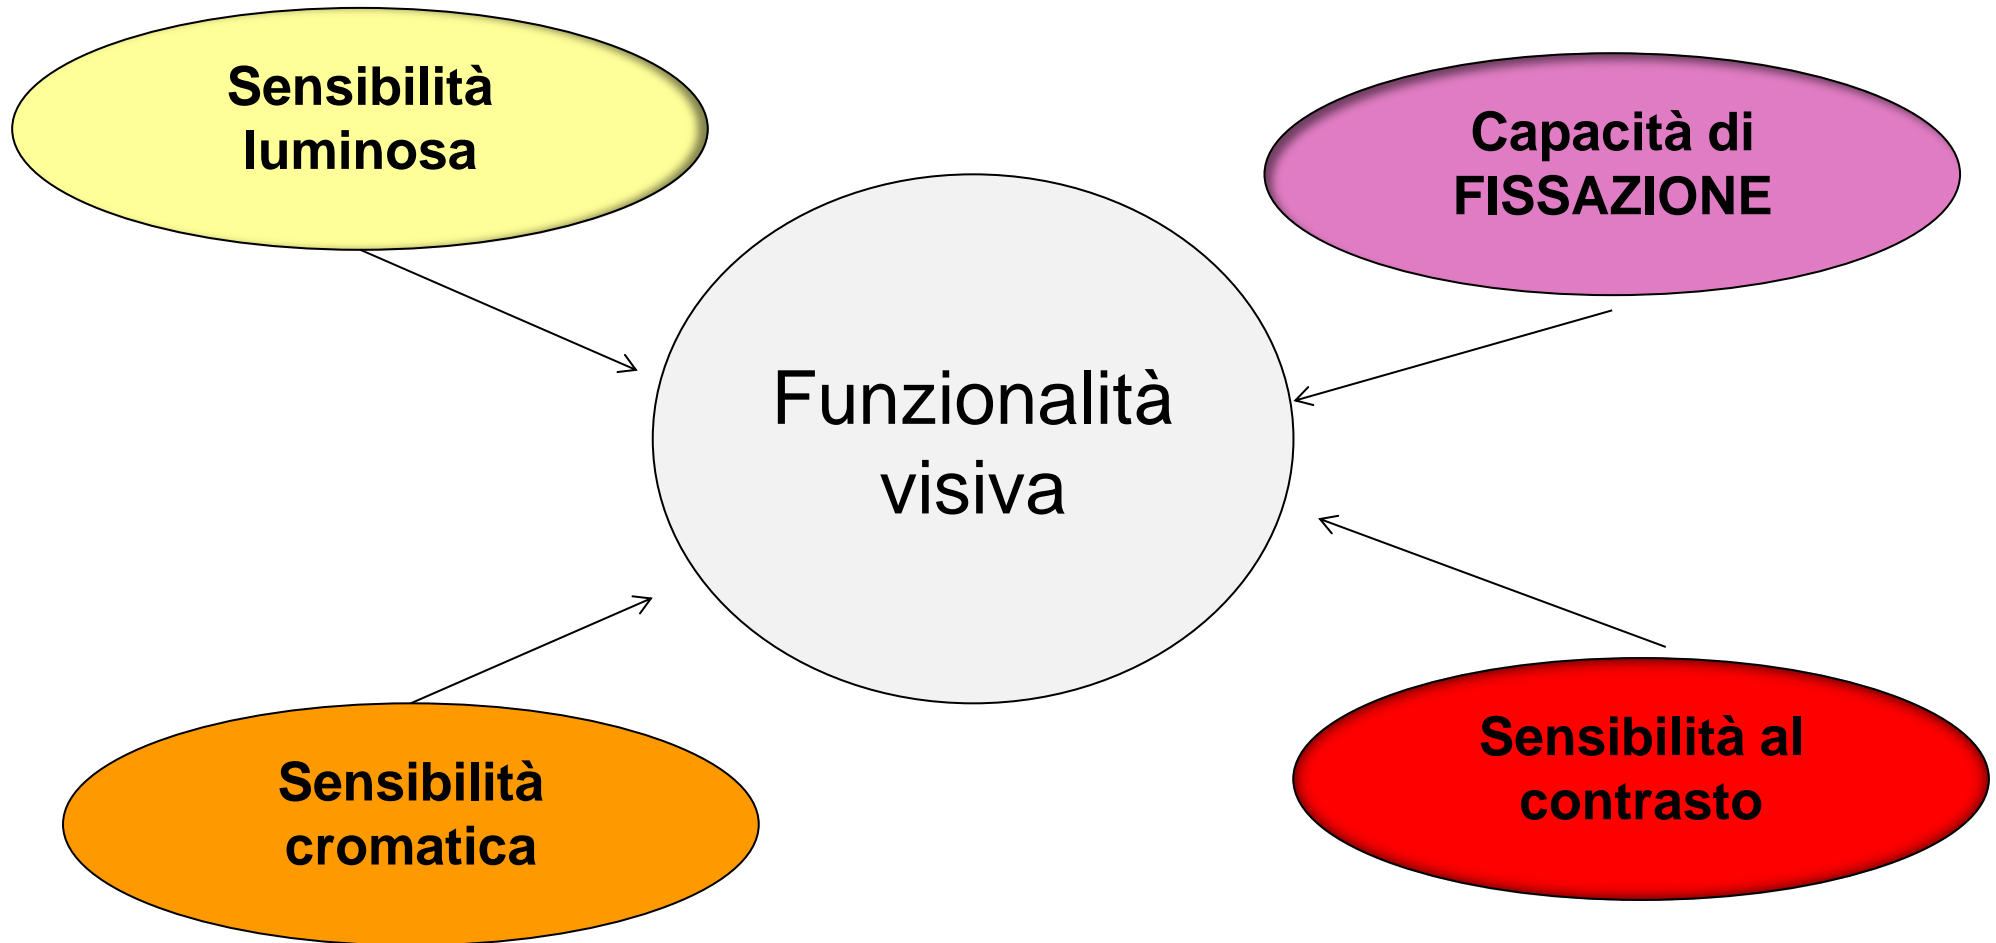 Sensibilità
luminosa
Capacità di
FISSAZIONE
Funzionalità
visiva
Sensibilità
cromatica
Sensibilità al
contrasto